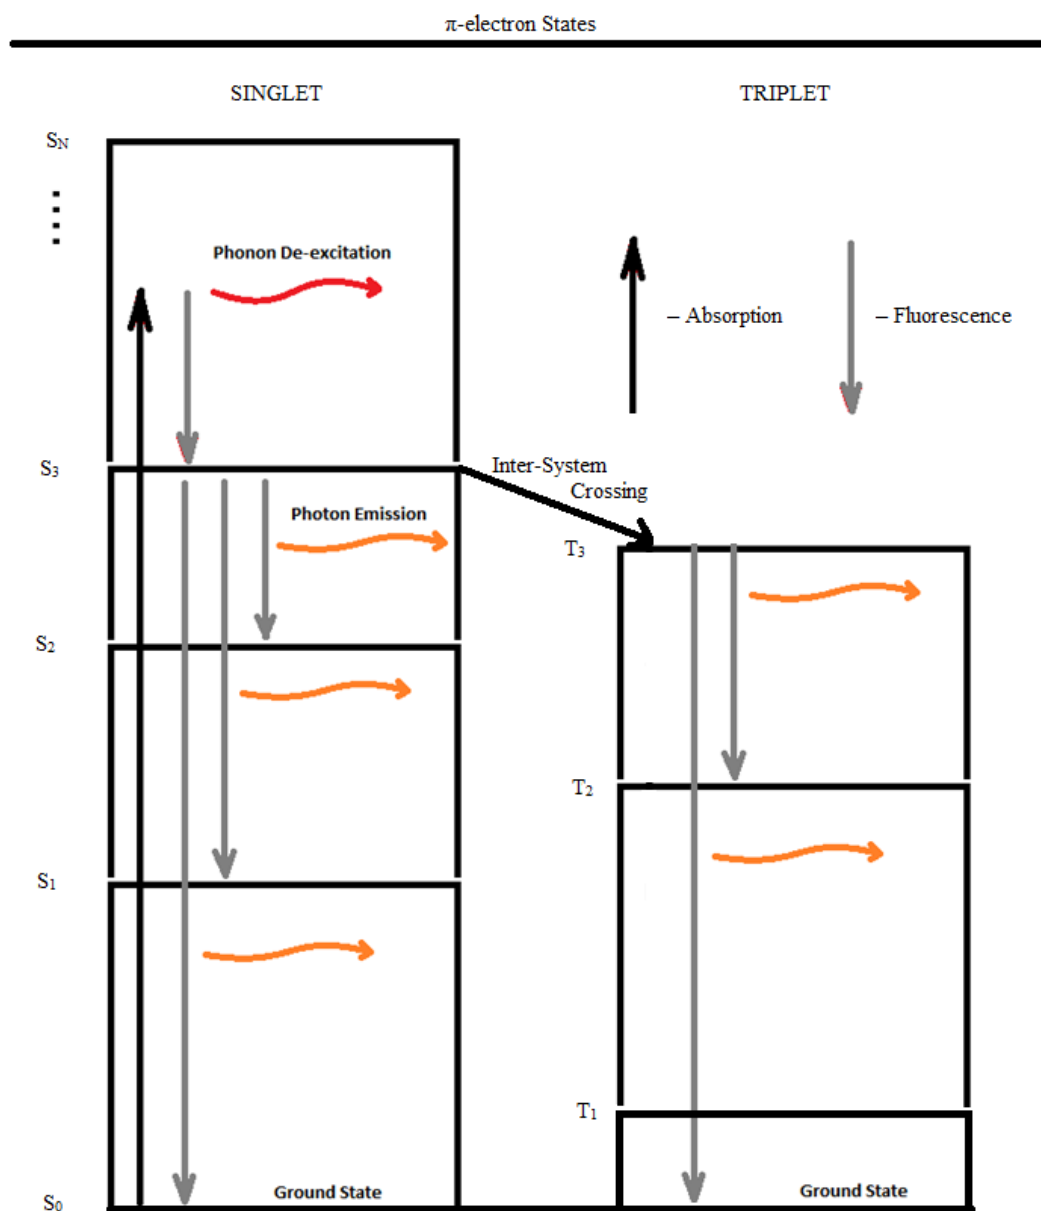 π-electron States
SINGLET
TRIPLET
S_N
Phonon De-excitation
– Absorption
– Fluorescence
S₃
Inter-System
Crossing
Photon Emission
T₃
S₂
T₂
S₁
T₁
Ground State
Ground State
S₀